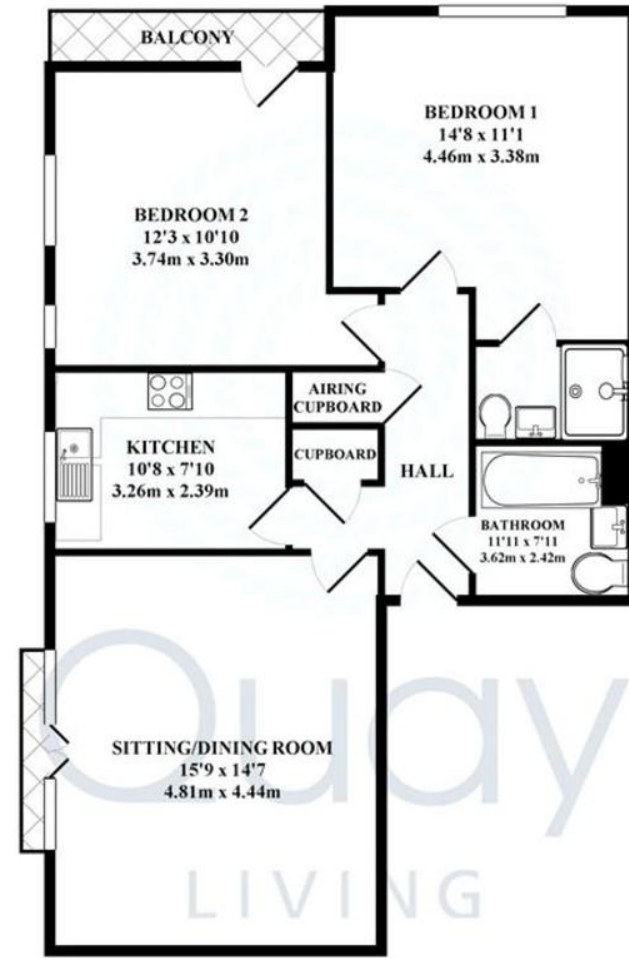 BALCONY
BEDROOM 1
14'8 x 11'1
4.46m x 3.38m
BEDROOM 2
12'3 x 10'10
3.74m x 3.30m
AIRING
CUPBOARD
KITCHEN
10'8 x 7'10
3.26m x 2.39m
CUPBOARD
HALL
BATHROOM
11'11 x 7'11
3.62m x 2.42m
SITTING/DINING ROOM
15'9 x 14'7
4.81m x 4.44m
Quay
LIVING